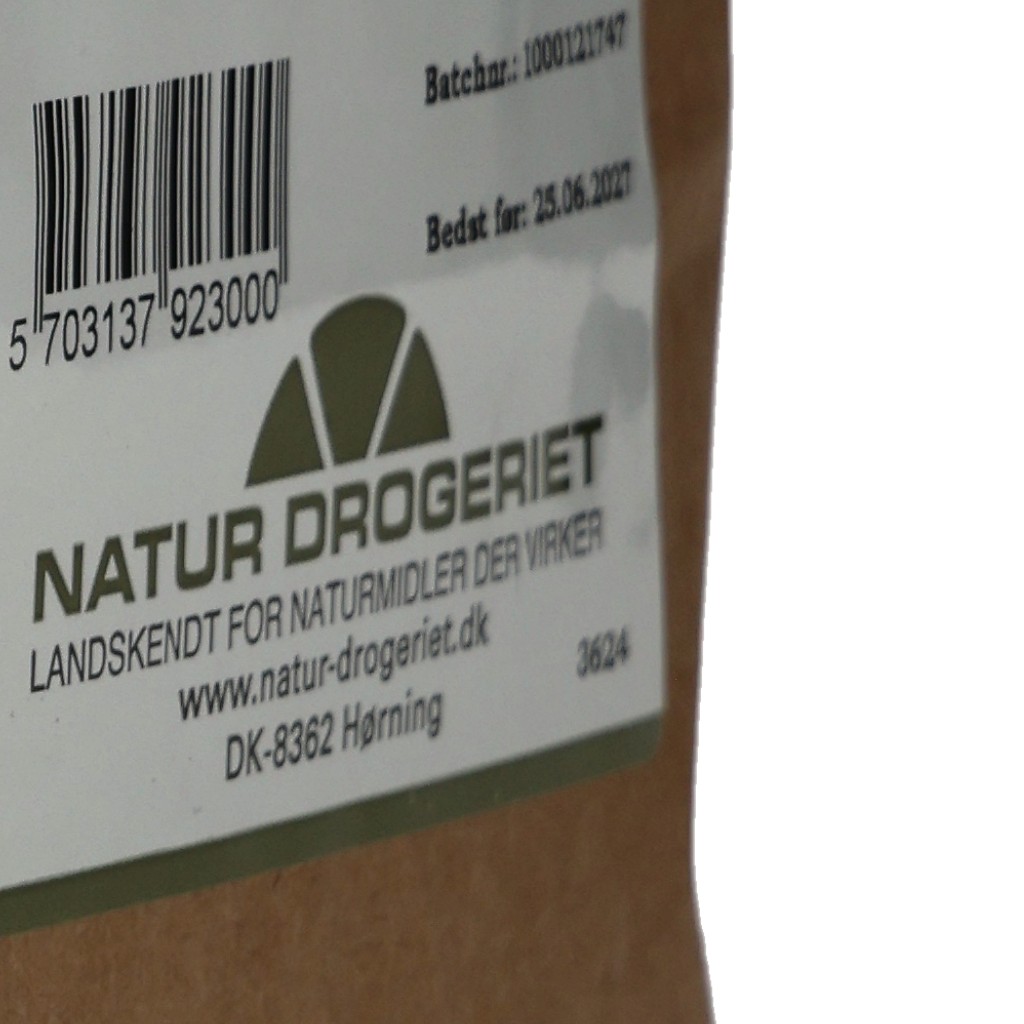 Batchnr.: 1000121747
Bedst før: 25.06.2027
5 703137 923000
NATUR DROGERIET
LANDSKENDT FOR NATURMIDLER DER VIRKER
www.natur-drogeriet.dk
3624
DK-8362 Hørning